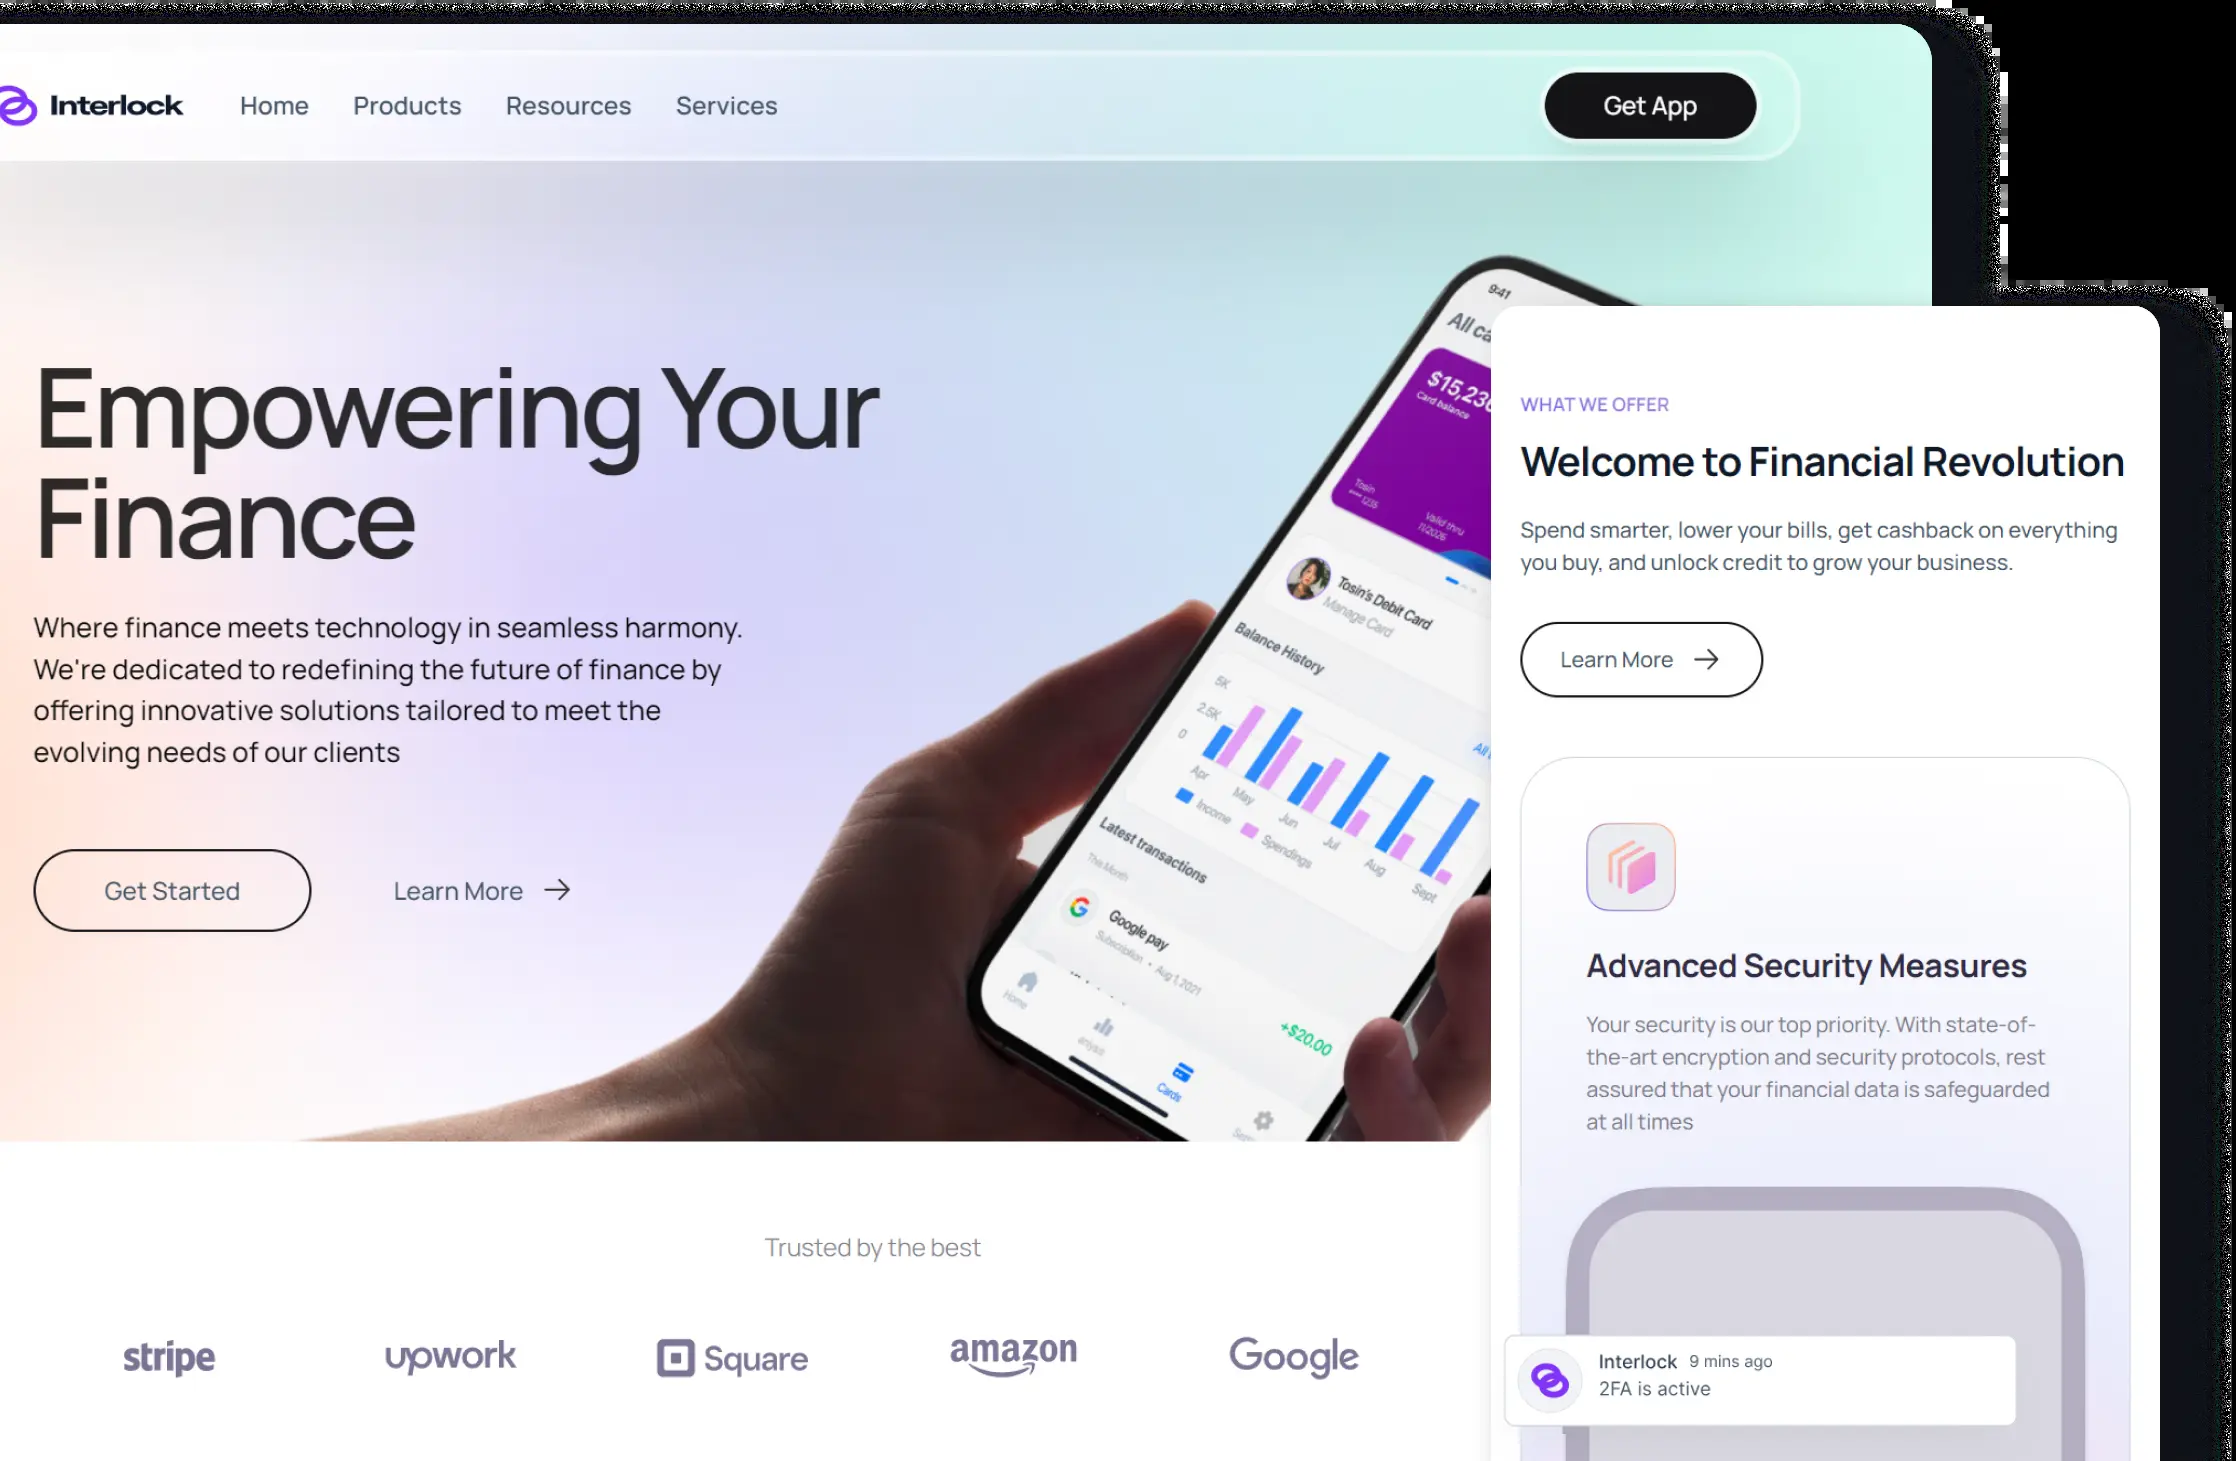 Interlock
Home
Products
Resources
Services
Get App
Empowering Your
Finance
Where finance meets technology in seamless harmony.
We're dedicated to redefining the future of finance by
offering innovative solutions tailored to meet the
evolving needs of our clients
Get Started
Learn More
9:41
All
Card balance
Tosin
1235
Valid thru
11/2026
Tosin's Debit Card
Manage Card
Balance History
All
5K
2.5K
0
Apr
May
Jun
Jul
Aug
Sept
Income
Spendings
Latest transactions
This Month
Google pay
Subscription • Aug 1, 2021
+$20.00
Home
Cards
Trusted by the best
stripe
upwork
Square
amazon
Google
WHAT WE OFFER
Welcome to Financial Revolution
Spend smarter, lower your bills, get cashback on everything
you buy, and unlock credit to grow your business.
Learn More
Advanced Security Measures
Your security is our top priority. With state-of-
the-art encryption and security protocols, rest
assured that your financial data is safeguarded
at all times
Interlock 9 mins ago
2FA is active